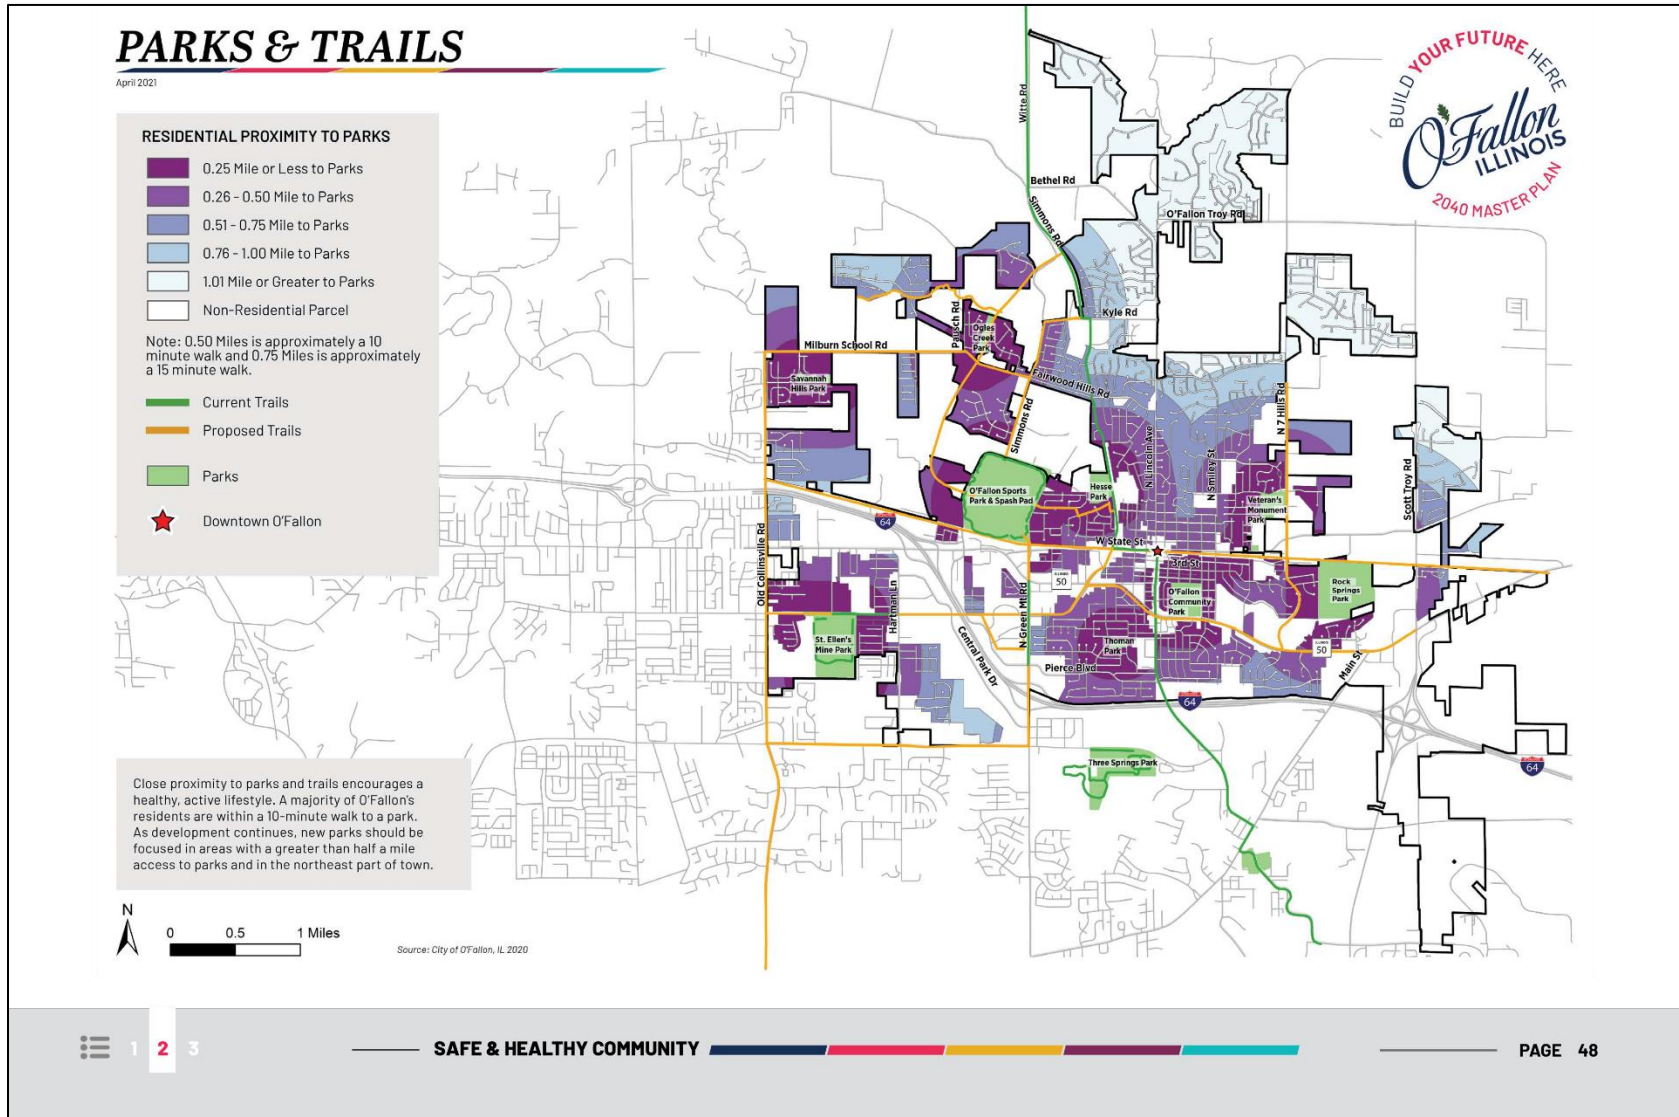 PARKS & TRAILS
April 2021
RESIDENTIAL PROXIMITY TO PARKS
0.25 Mile or Less to Parks
0.26 - 0.50 Mile to Parks
0.51 - 0.75 Mile to Parks
0.76 - 1.00 Mile to Parks
1.01 Mile or Greater to Parks
Non-Residential Parcel
Note: 0.50 Miles is approximately a 10
minute walk and 0.75 Miles is approximately
a 15 minute walk.
Current Trails
Proposed Trails
Parks
Downtown O'Fallon
BUILD YOUR FUTURE HERE
O'Fallon
ILLINOIS
2040 MASTER PLAN
Witte Rd
Bethel Rd
Simmons Rd
O'Fallon Troy Rd
Kyle Rd
Pausch Rd
Ogles
Creek
Park
Milburn School Rd
Savannah
Hills Park
Fairwood Hills Rd
Simmons Rd
N Lincoln Ave
N Smiley St
N 7 Hills Rd
Scott Troy Rd
O'Fallon Sports
Park & Spash Pad
Hesse
Park
Veteran's
Monument
Park
64
Old Collinsville Rd
W State St
3rd St
50
Hartman Ln
N Green Mt Rd
O'Fallon
Community
Park
Rock
Springs
Park
St. Ellen's
Mine Park
Central Park Dr
Thoman
Park
Pierce Blvd
50
Main St
64
Three Springs Park
64
Close proximity to parks and trails encourages a
healthy, active lifestyle. A majority of O'Fallon's
residents are within a 10-minute walk to a park.
As development continues, new parks should be
focused in areas with a greater than half a mile
access to parks and in the northeast part of town.
N
0 0.5 1 Miles
Source: City of O'Fallon, IL 2020
1 2 3
SAFE & HEALTHY COMMUNITY
PAGE 48